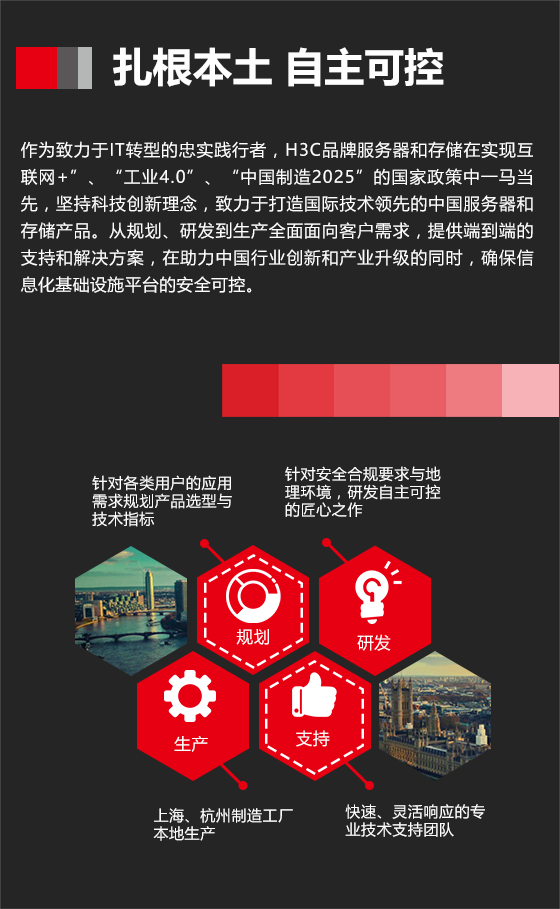 扎根本土 自主可控
作为致力于IT转型的忠实践行者，H3C品牌服务器和存储在实现互
联网+”、“工业4.0”、“中国制造2025”的国家政策中一马当
先，坚持科技创新理念，致力于打造国际技术领先的中国服务器和
存储产品。从规划、研发到生产全面面向客户需求，提供端到端的
支持和解决方案，在助力中国行业创新和产业升级的同时，确保信
息化基础设施平台的安全可控。
针对各类用户的应用
需求规划产品选型与
技术指标
针对安全合规要求与地
理环境，研发自主可控
的匠心之作
规划
研发
生产
支持
上海、杭州制造工厂
本地生产
快速、灵活响应的专
业技术支持团队